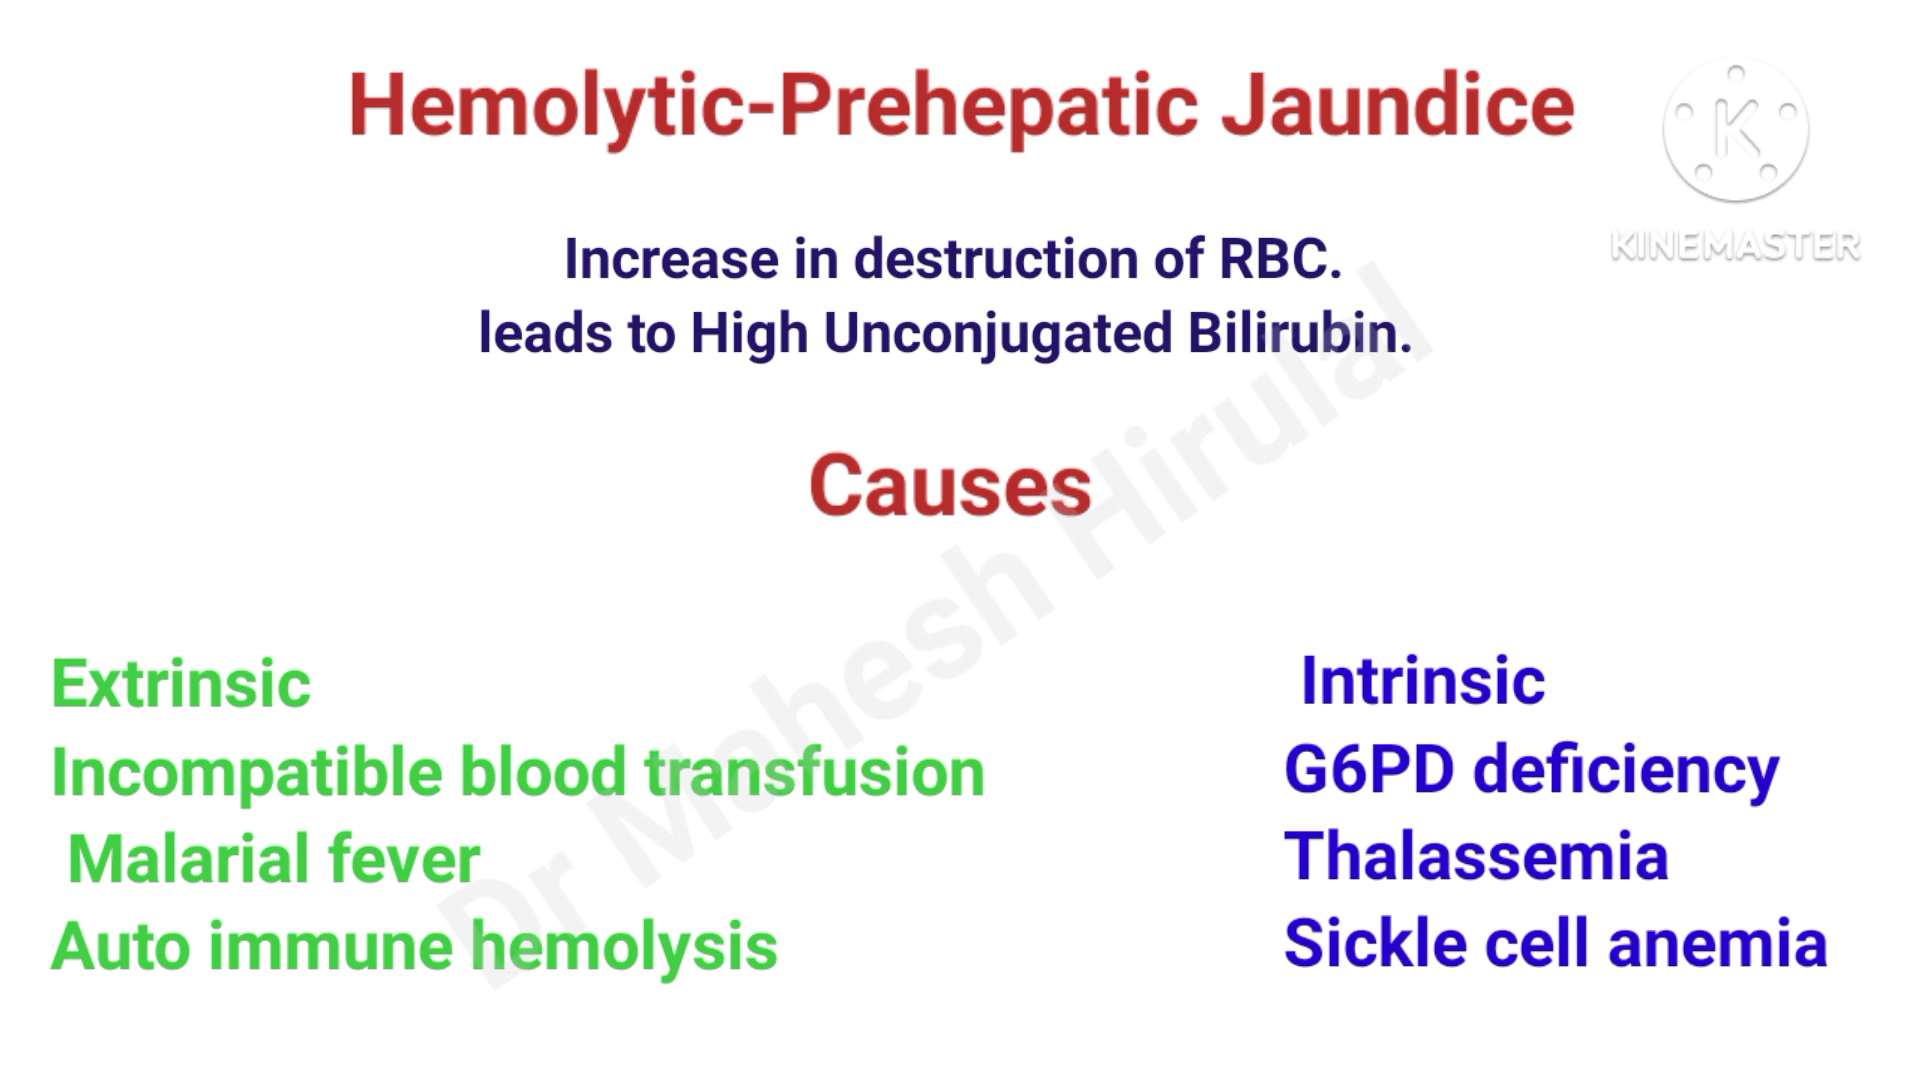 Hemolytic-Prehepatic Jaundice
K
KINEMASTER
Increase in destruction of RBC.
leads to High Unconjugated Bilirubin.
Causes
Dr Mahesh Hirulal
Extrinsic
Incompatible blood transfusion
Malarial fever
Auto immune hemolysis
Intrinsic
G6PD deficiency
Thalassemia
Sickle cell anemia